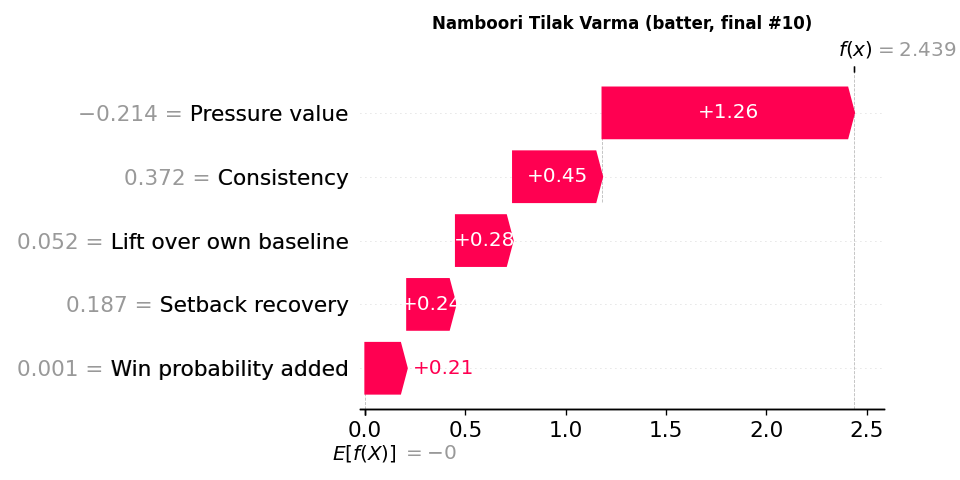 Namboori Tilak Varma (batter, final #10)
f(x) = 2.439
−0.214 = Pressure value
+1.26
0.372 = Consistency
+0.45
0.052 = Lift over own baseline
+0.28
0.187 = Setback recovery
+0.24
0.001 = Win probability added
+0.21
0.0 0.5 1.0 1.5 2.0 2.5
E[f(X)] = −0